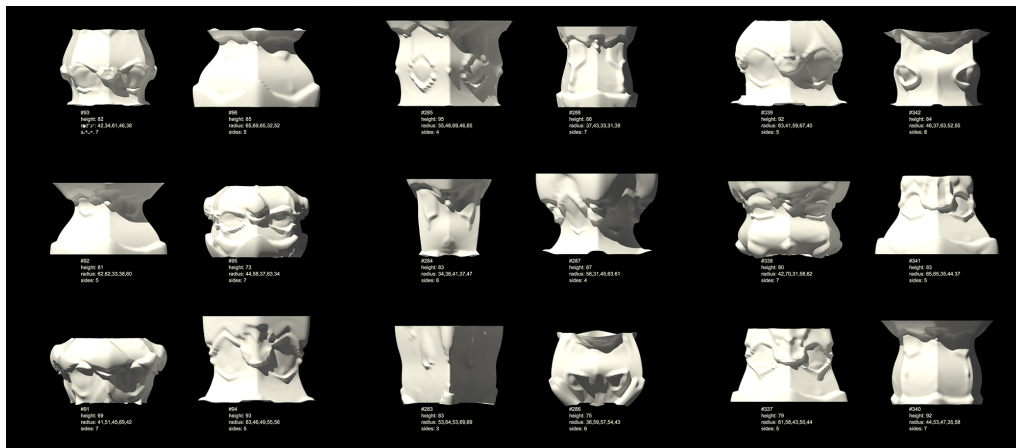 #93
height: 82
radius: 42,34,61,46,38
sides: 7
#96
height: 85
radius: 65,69,65,32,52
sides: 5
#285
height: 95
radius: 55,48,69,46,65
sides: 4
#288
height: 68
radius: 37,43,33,31,39
sides: 7
#339
height: 92
radius: 63,41,59,67,40
sides: 5
#342
height: 84
radius: 46,37,63,52,55
sides: 8
#92
height: 81
radius: 62,62,33,38,60
sides: 5
#95
height: 73
radius: 44,58,37,63,34
sides: 7
#284
height: 83
radius: 34,36,41,37,47
sides: 6
#287
height: 87
radius: 56,31,45,63,61
sides: 4
#338
height: 80
radius: 42,70,31,58,62
sides: 7
#341
height: 83
radius: 65,65,35,44,37
sides: 5
#91
height: 69
radius: 41,51,45,69,42
sides: 7
#94
height: 93
radius: 63,46,49,55,56
sides: 5
#283
height: 83
radius: 53,64,53,69,69
sides: 3
#286
height: 75
radius: 36,59,57,54,43
sides: 6
#337
height: 79
radius: 61,58,43,50,44
sides: 5
#340
height: 92
radius: 44,53,47,35,58
sides: 7